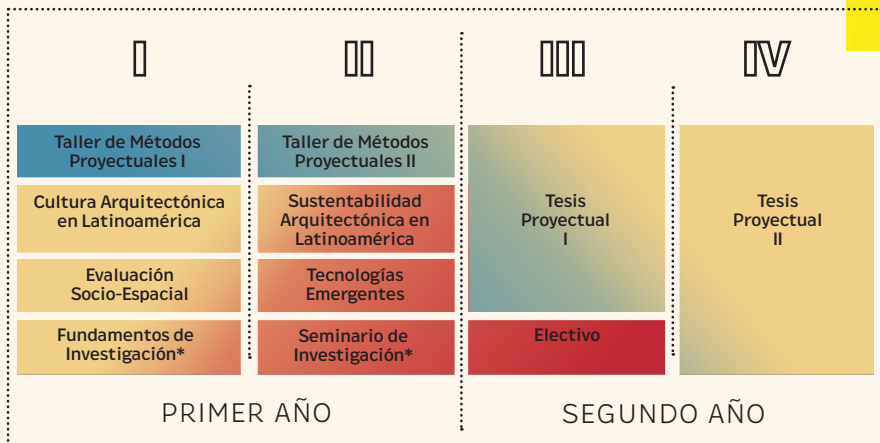 I
II
III
IV
Taller de Métodos
Proyectuales I
Cultura Arquitectónica
en Latinoamérica
Evaluación
Socio-Espacial
Fundamentos de
Investigación*
Taller de Métodos
Proyectuales II
Sustentabilidad
Arquitectónica en
Latinoamérica
Tecnologías
Emergentes
Seminario de
Investigación*
Tesis
Proyectual
I
Electivo
Tesis
Proyectual
II
PRIMER AÑO
SEGUNDO AÑO